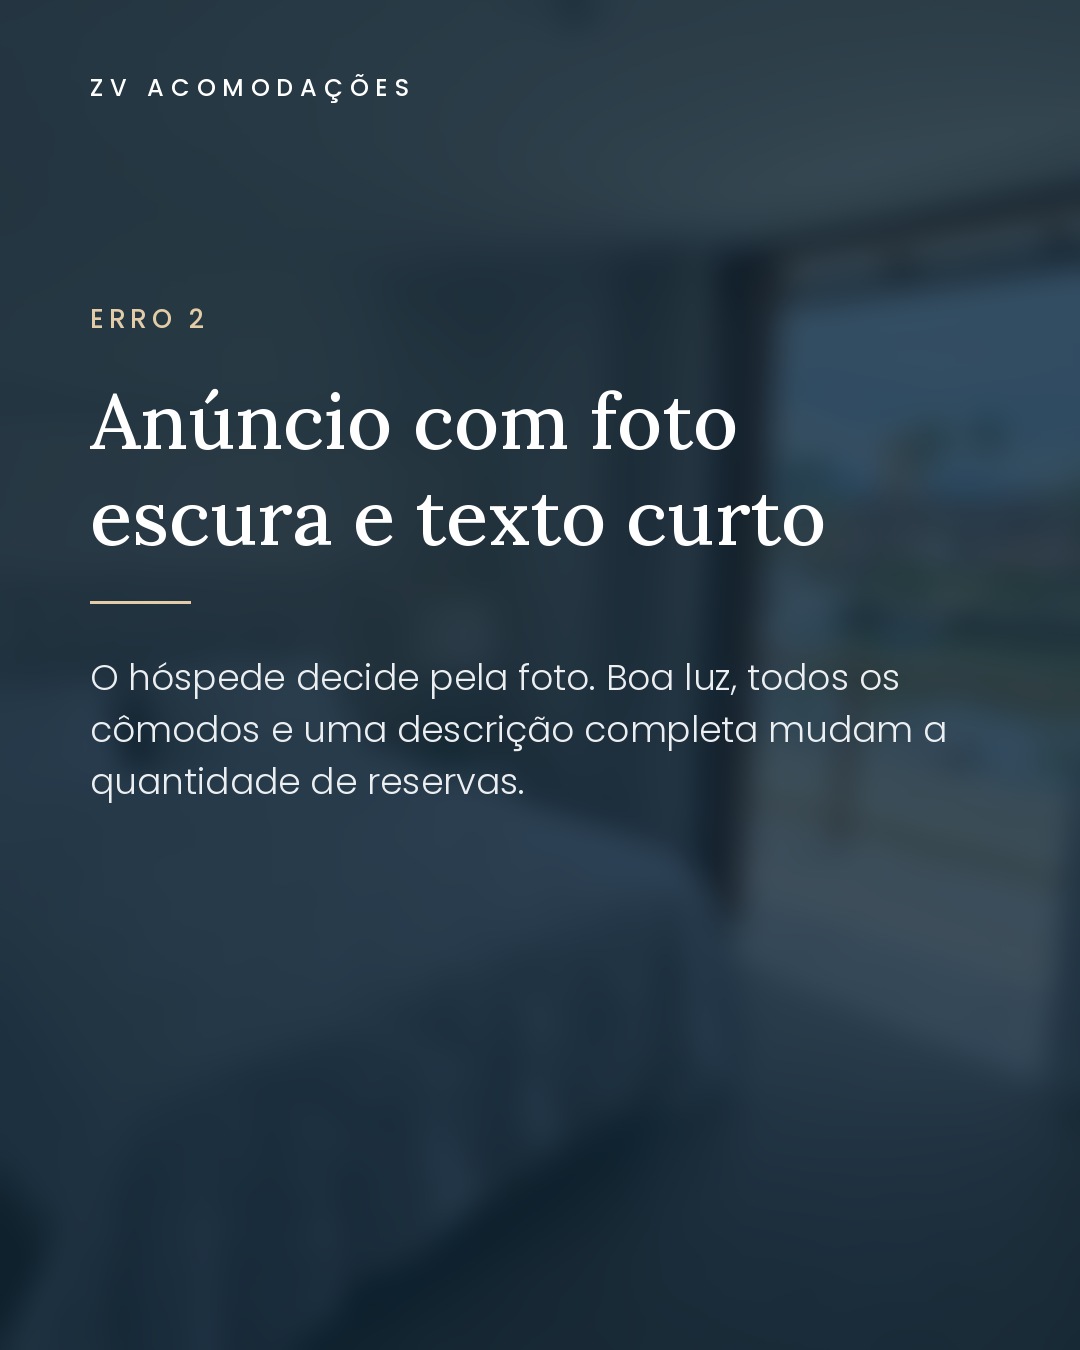 ZV ACOMODAÇÕES
ERRO 2
Anúncio com foto
escura e texto curto
O hóspede decide pela foto. Boa luz, todos os
cômodos e uma descrição completa mudam a
quantidade de reservas.